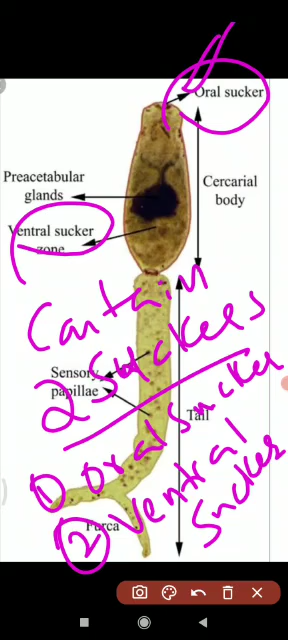 Oral sucker
Preacetabular
glands
Cercarial
body
Ventral sucker
zone
Contain
2 suckers
Sensory
papillae
Tail
① oral sucker
② ventral
sucker
Furca